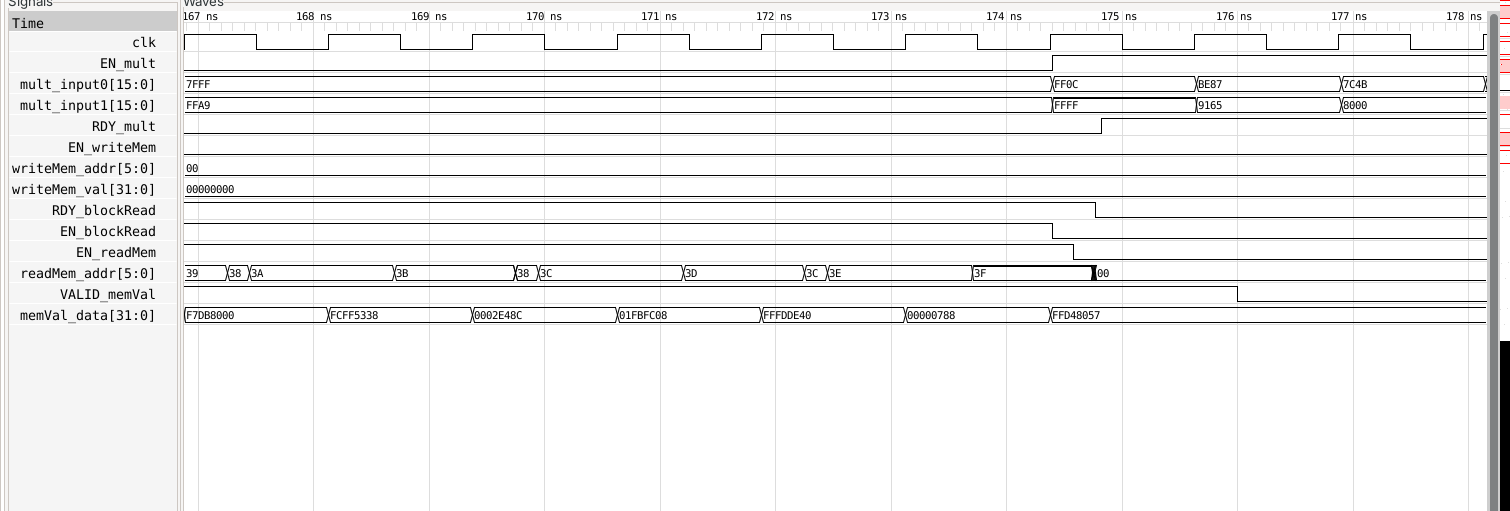 Signals
Waves
Time
167 ns 168 ns 169 ns 170 ns 171 ns 172 ns 173 ns 174 ns 175 ns 176 ns 177 ns 178 ns
clk
EN_mult
mult_input0[15:0] 7FFF FF0C BE87 7C4B
mult_input1[15:0] FFA9 FFFF 9165 8000
RDY_mult
EN_writeMem
writeMem_addr[5:0] 00
writeMem_val[31:0] 00000000
RDY_blockRead
EN_blockRead
EN_readMem
readMem_addr[5:0] 39 38 3A 3B 38 3C 3D 3C 3E 3F 00
VALID_memVal
memVal_data[31:0] F7DB8000 FCFF5338 0002E48C 01FBFC08 FFFDDE40 00000788 FFD48057